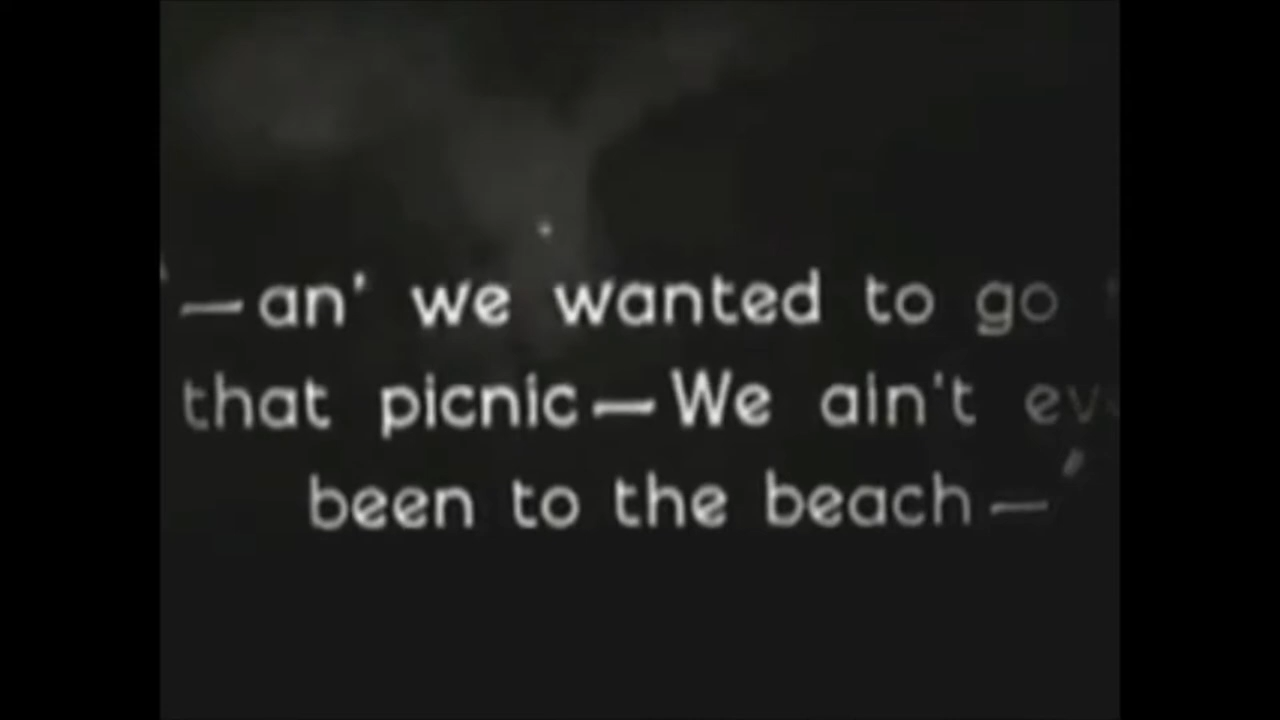 —an' we wanted to go
that picnic—We ain't
been to the beach—"